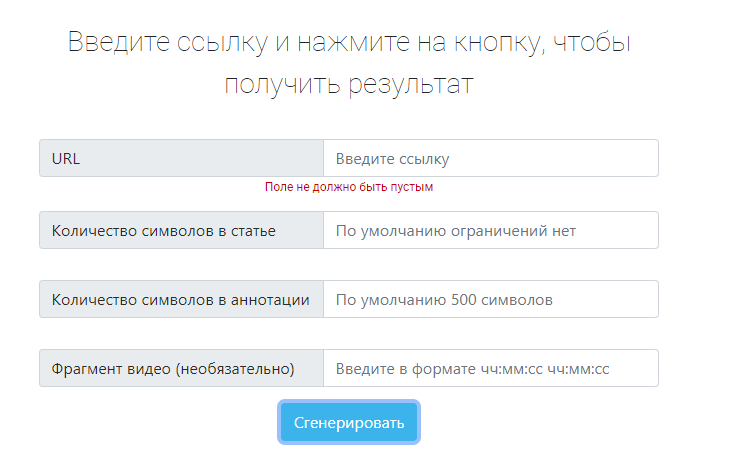 Введите ссылку и нажмите на кнопку, чтобы
получить результат
URL
Введите ссылку
Поле не должно быть пустым
Количество символов в статье
По умолчанию ограничений нет
Количество символов в аннотации
По умолчанию 500 символов
Фрагмент видео (необязательно)
Введите в формате чч:мм:сс чч:мм:сс
Сгенерировать